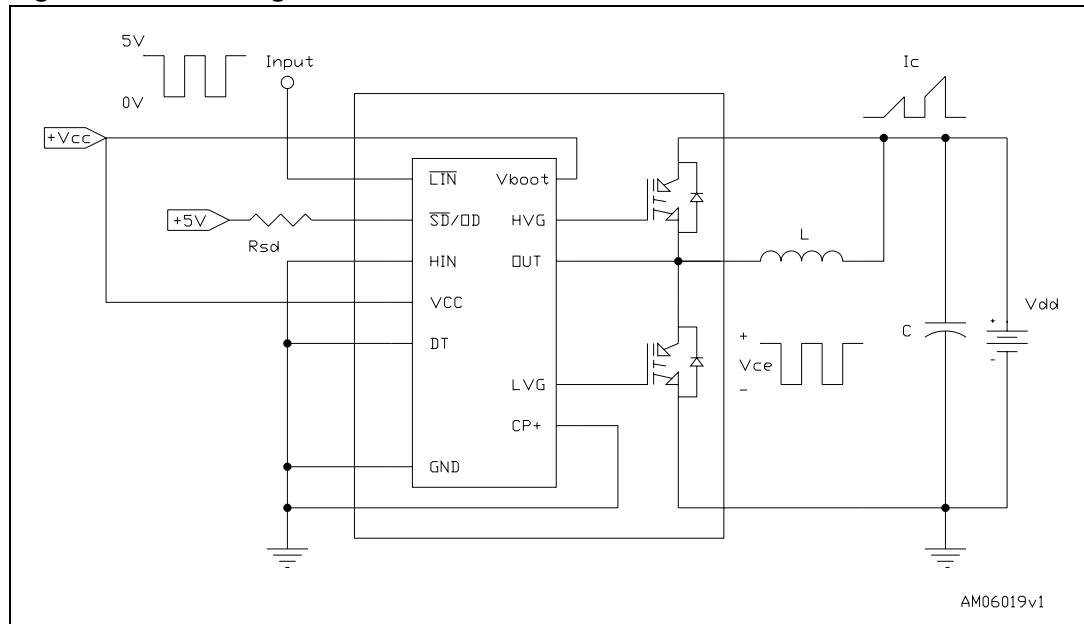 5V
0V
Input
Ic
+Vcc
LIN
Vboot
+5V
Rsd
SD/OD
HVG
HIN
OUT
L
VCC
DT
+
Vce
-
C
+
-
Vdd
LVG
CP+
GND
AM06019v1